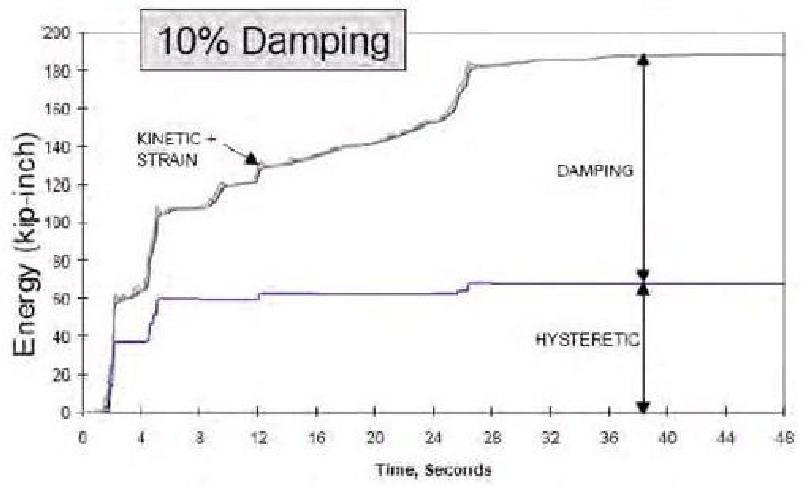 10% Damping
200
180
160
140
120
100
80
60
40
20
0
Energy (kip-inch)
KINETIC +
STRAIN
DAMPING
HYSTERETIC
0 4 8 12 16 20 24 28 32 36 40 44 48
Time, Seconds